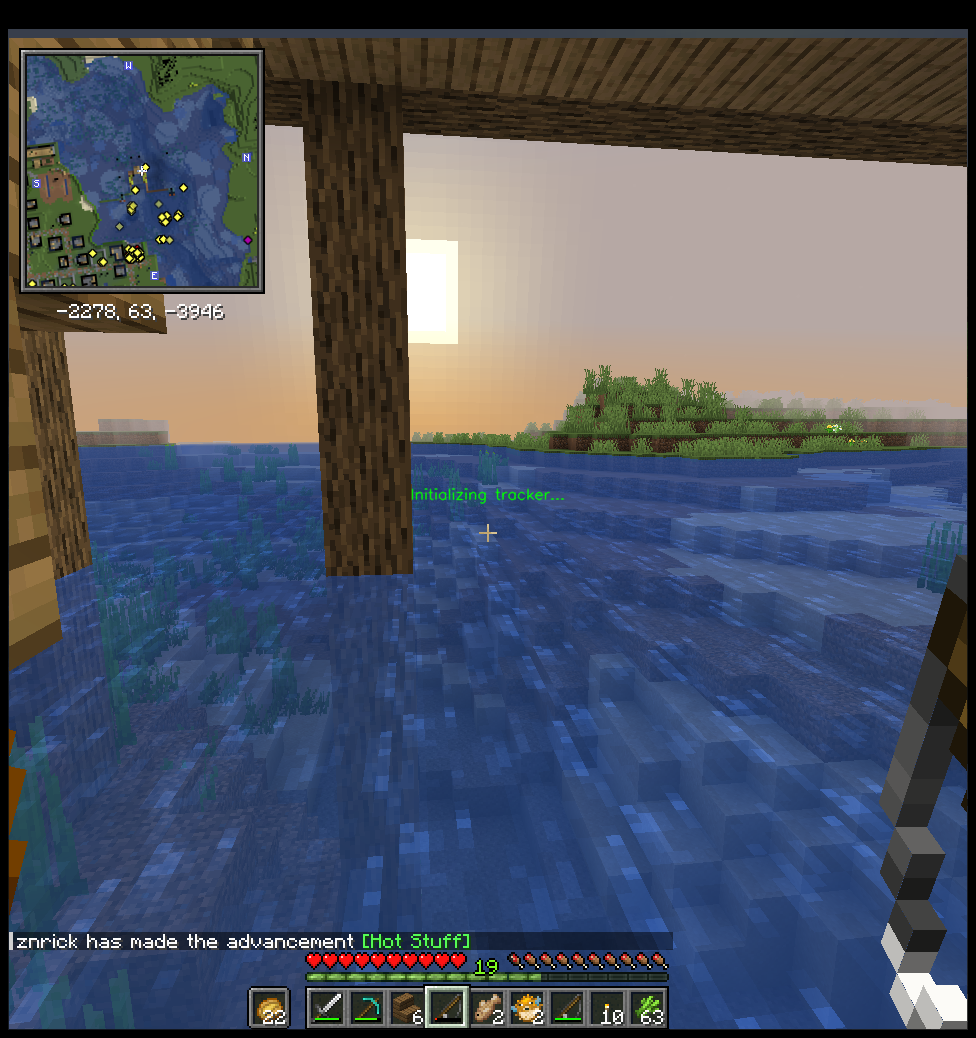 W
N
S
E
-2278, 63, -3946
Initializing tracker...
znrick has made the advancement [Hot Stuff]
19
22 6 2 2 10 63